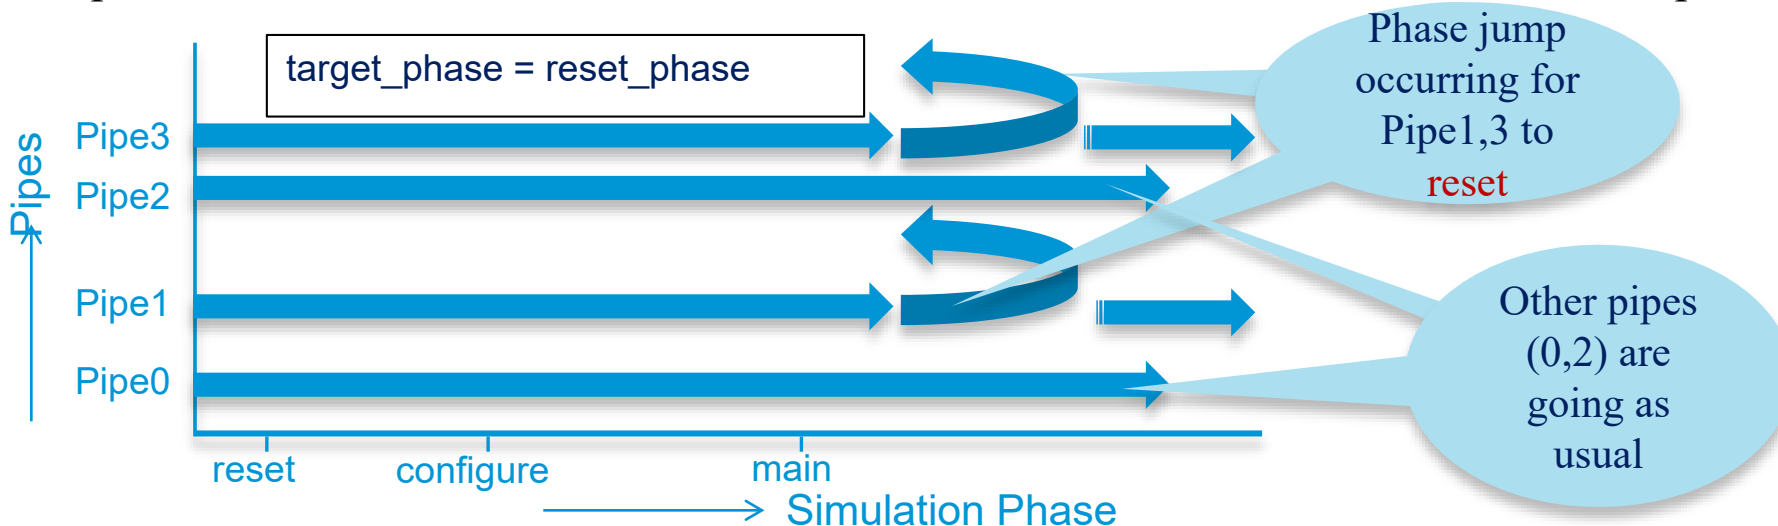 target_phase = reset_phase
Phase jump
occurring for
Pipe1,3 to
reset
Pipes
Pipe3
Pipe2
Pipe1
Pipe0
Other pipes
(0,2) are
going as
usual
reset
configure
main
Simulation Phase